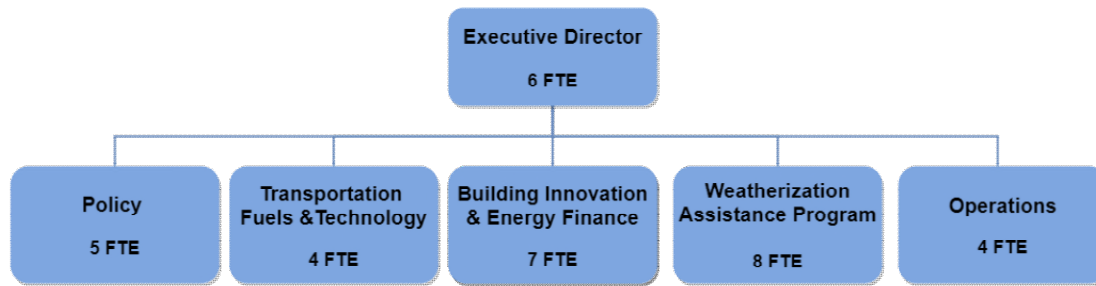 Executive Director
6 FTE
Policy
5 FTE
Transportation
Fuels &Technology
4 FTE
Building Innovation
& Energy Finance
7 FTE
Weatherization
Assistance Program
8 FTE
Operations
4 FTE